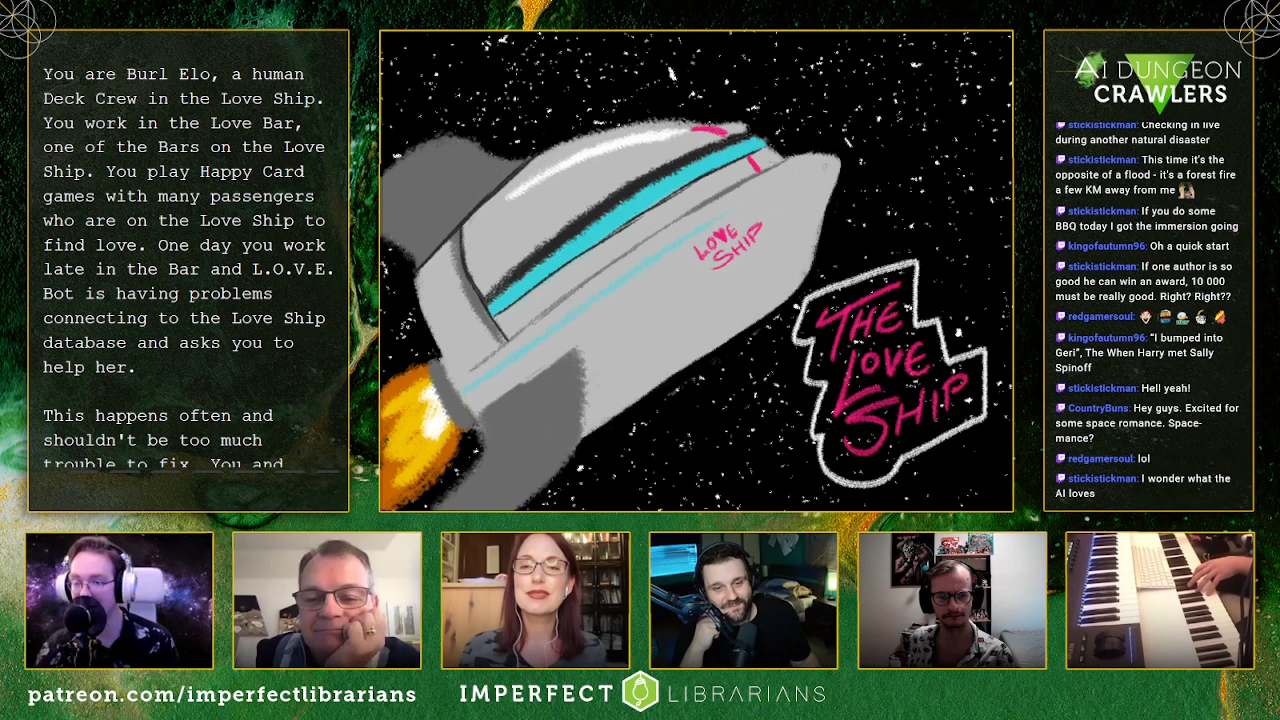 You are Burl Elo, a human
Deck Crew in the Love Ship.
You work in the Love Bar,
one of the Bars on the Love
Ship. You play Happy Card
games with many passengers
who are on the Love Ship to
find love. One day you work
late in the Bar and L.O.V.E.
Bot is having problems
connecting to the Love Ship
database and asks you to
help her.
This happens often and
shouldn't be too much
trouble to fix. You and
LOVE
SHIP
THE
LOVE
SHIP
AI DUNGEON
CRAWLERS
stickistickman: Checking in live
during another natural disaster
stickistickman: This time it's the
opposite of a flood - it's a forest fire
a few KM away from me
stickistickman: If you do some
BBQ today I got the immersion going
kingofautumn96: Oh a quick start
stickistickman: If one author is so
good he can win an award, 10 000
must be really good. Right? Right??
redgamersoul:
kingofautumn96: “I bumped into
Geri”, The When Harry met Sally
Spinoff
stickistickman: Hell yeah!
CountryBuns: Hey guys. Excited for
some space romance. Space-
mance?
redgamersoul: lol
stickistickman: I wonder what the
AI loves
patreon.com/imperfectlibrarians
IMPERFECT LIBRARIANS